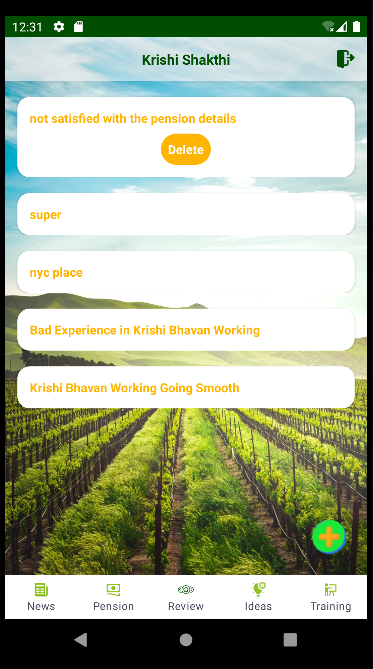 12:31
Krishi Shakthi
not satisfied with the pension details
Delete
super
nyc place
Bad Experience in Krishi Bhavan Working
Krishi Bhavan Working Going Smooth
News Pension Review Ideas Training